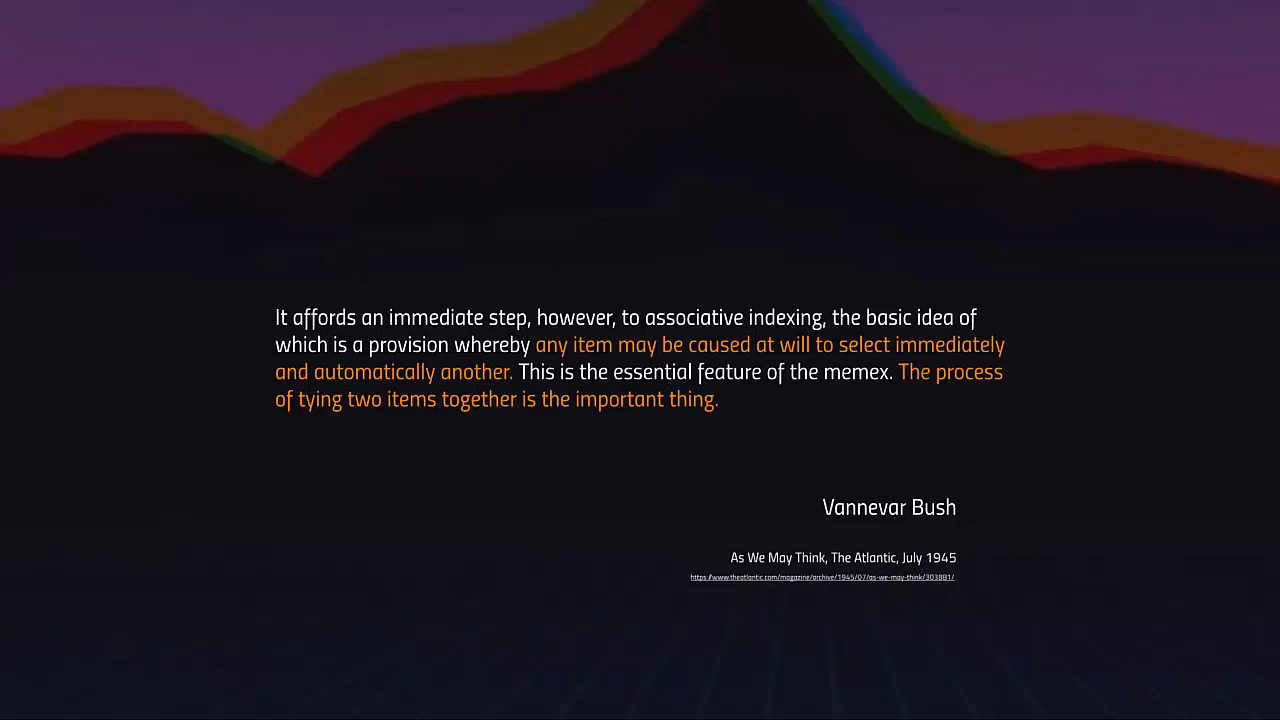 It affords an immediate step, however, to associative indexing, the basic idea of
which is a provision whereby any item may be caused at will to select immediately
and automatically another. This is the essential feature of the memex. The process
of tying two items together is the important thing.
Vannevar Bush
As We May Think, The Atlantic, July 1945
https://www.theatlantic.com/magazine/archive/1945/07/as-we-may-think/303881/